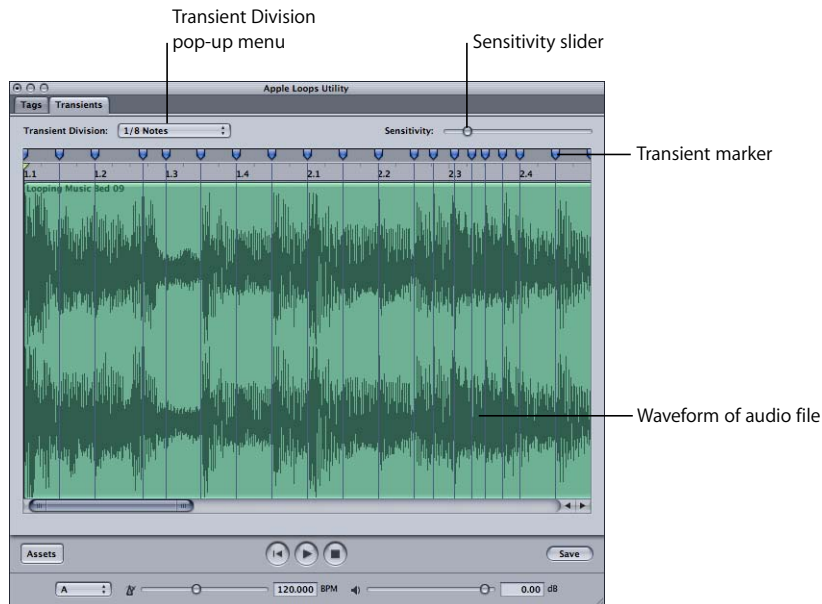 Transient Division
pop-up menu
Sensitivity slider
Apple Loops Utility
Tags Transients
Transient Division: 1/8 Notes Sensitivity:
Transient marker
1.1 1.2 1.3 1.4 2.1 2.2 2.3 2.4
Looping Music Bed 09
Waveform of audio file
Assets Save
A 120.000 BPM 0.00 dB